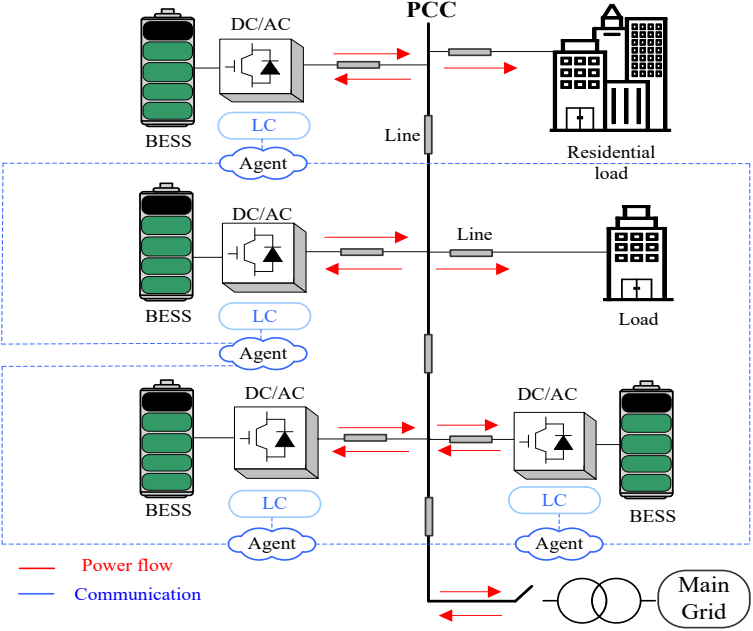 PCC
DC/AC
BESS
LC
Agent
Line
Residential
load
DC/AC
BESS
LC
Agent
Line
Load
DC/AC
BESS
LC
Agent
DC/AC
BESS
LC
Agent
Power flow
Communication
Main
Grid